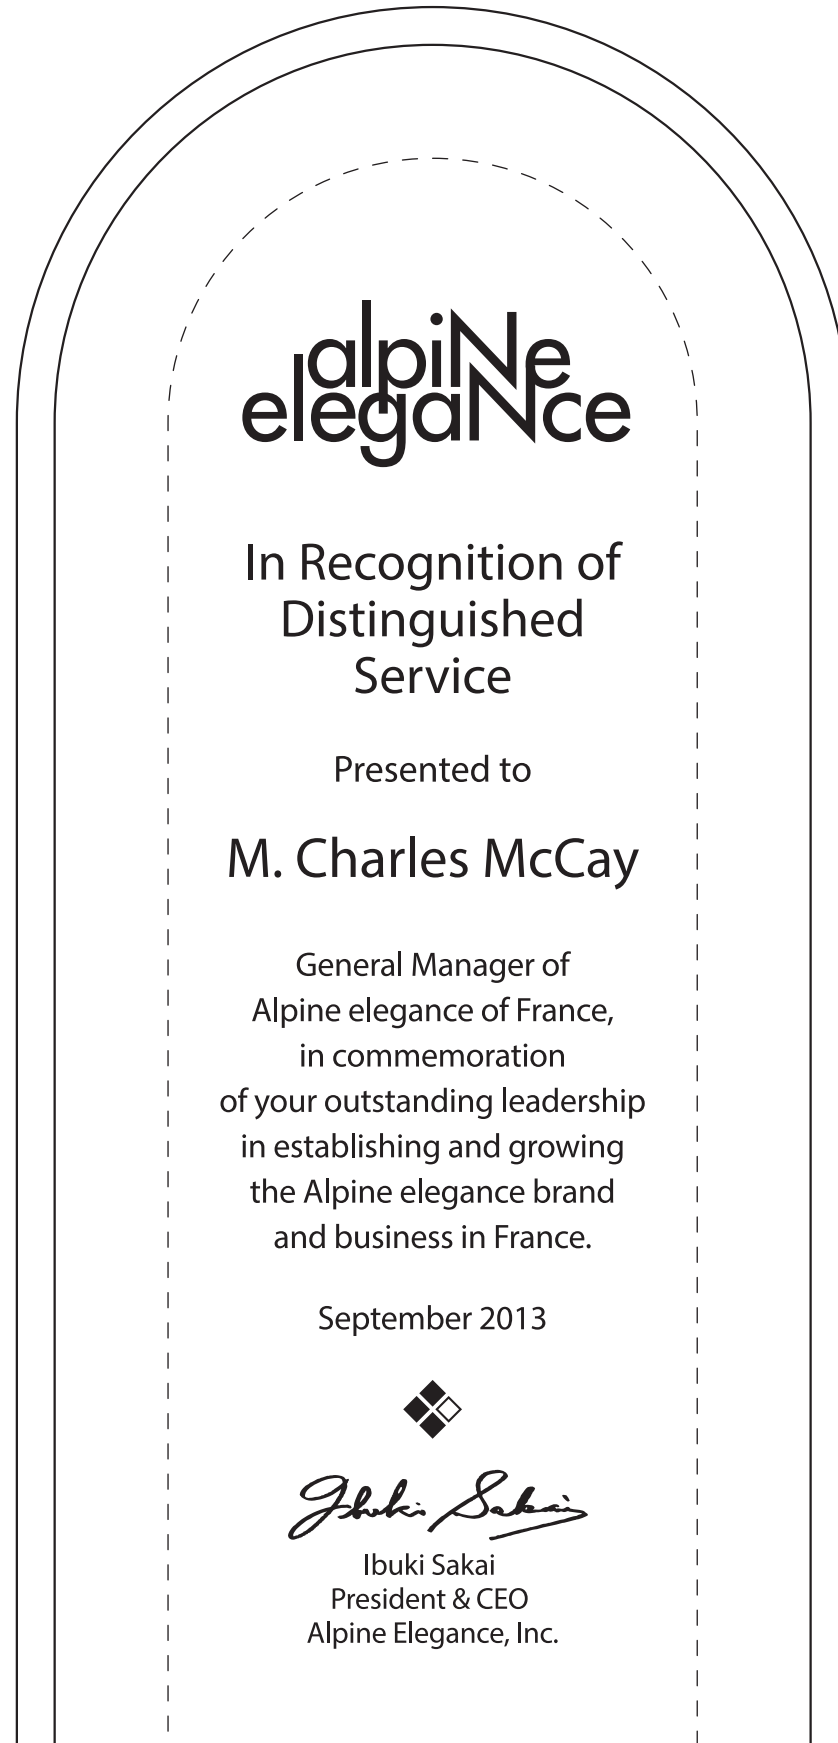 alpiNe
elegaNce
In Recognition of
Distinguished
Service
Presented to
M. Charles McCay
General Manager of
Alpine elegance of France,
in commemoration
of your outstanding leadership
in establishing and growing
the Alpine elegance brand
and business in France.
September 2013
Ibuki Sakai
Ibuki Sakai
President & CEO
Alpine Elegance, Inc.